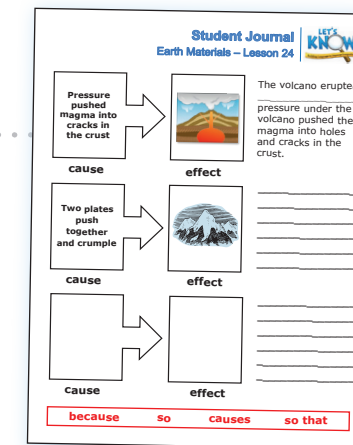 Student Journal
Earth Materials – Lesson 24
LET'S
Pressure
pushed
magma into
cracks in
the crust
cause
effect
The volcano
pressure under the
volcano pushed the
magma into holes
and cracks in the
crust.
Two plates
push
together
and crumple
cause
effect
cause
effect
because so causes so that